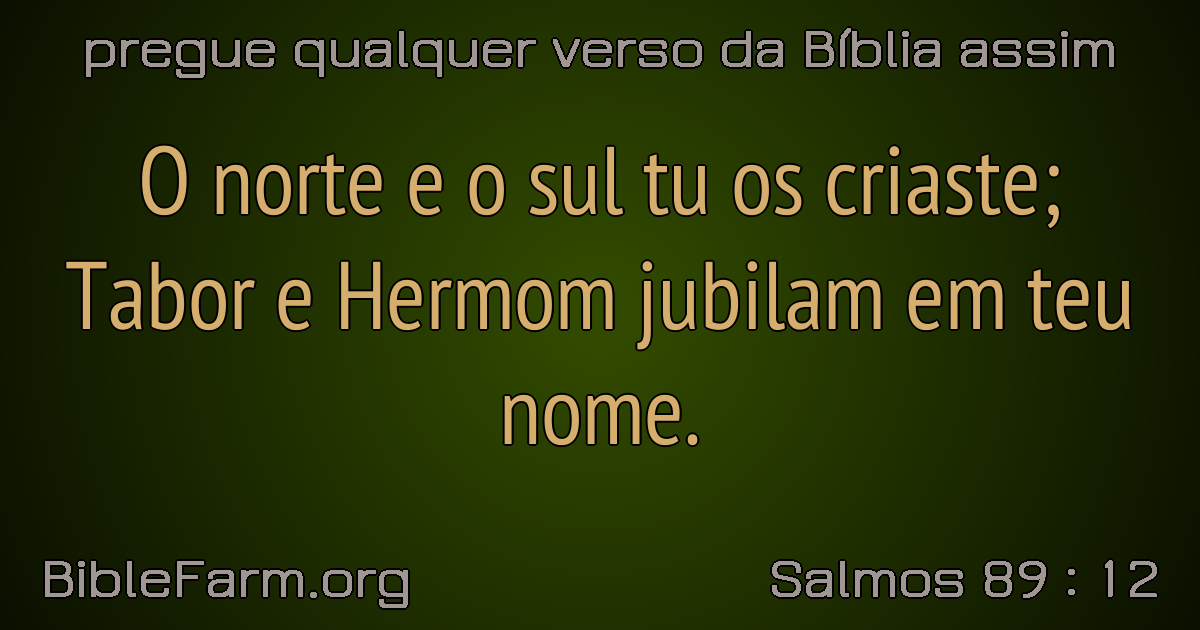 pregue qualquer verso da Bíblia assim
O norte e o sul tu os criaste;
Tabor e Hermom jubilam em teu
nome.
BibleFarm.org
Salmos 89 : 12